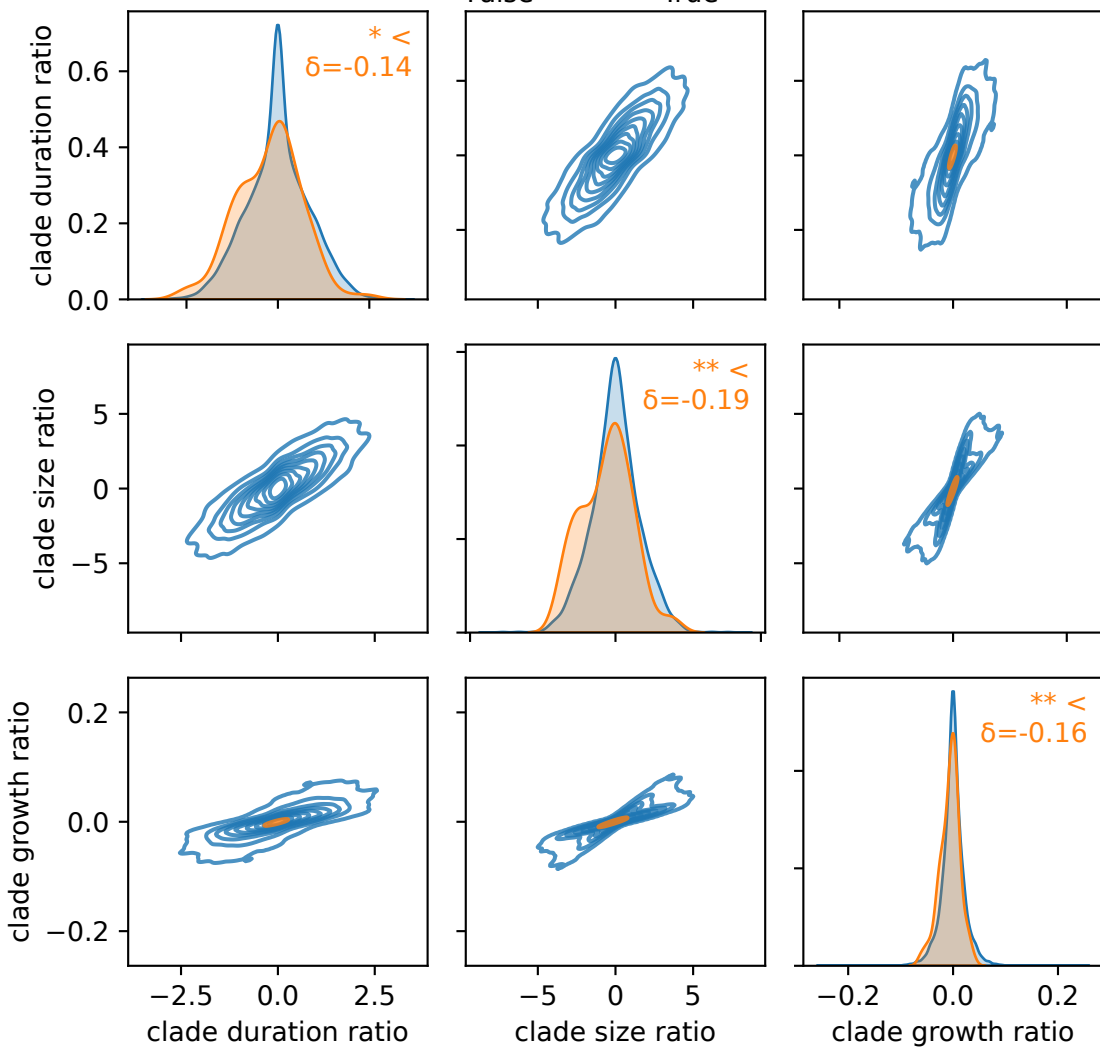 True
clade duration ratio
0.6
0.4
0.2
0.0
* <
δ=-0.14
clade size ratio
5
0
−5
** <
δ=-0.19
clade growth ratio
0.2
0.0
−0.2
** <
δ=-0.16
−2.5
0.0
2.5
clade duration ratio
−5
0
5
clade size ratio
−0.2
0.0
0.2
clade growth ratio